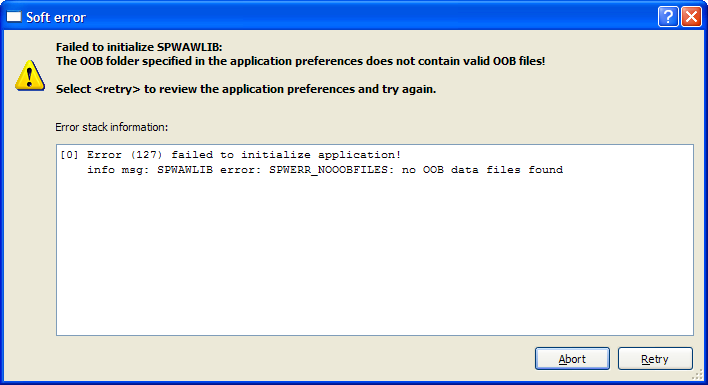 Soft error
Failed to initialize SPWAWLIB:
The OOB folder specified in the application preferences does not contain valid OOB files!
Select <retry> to review the application preferences and try again.
Error stack information:
[0] Error (127) failed to initialize application!
info msg: SPWAWLIB error: SPWERR_NOOOBFILES: no OOB data files found
Abort
Retry